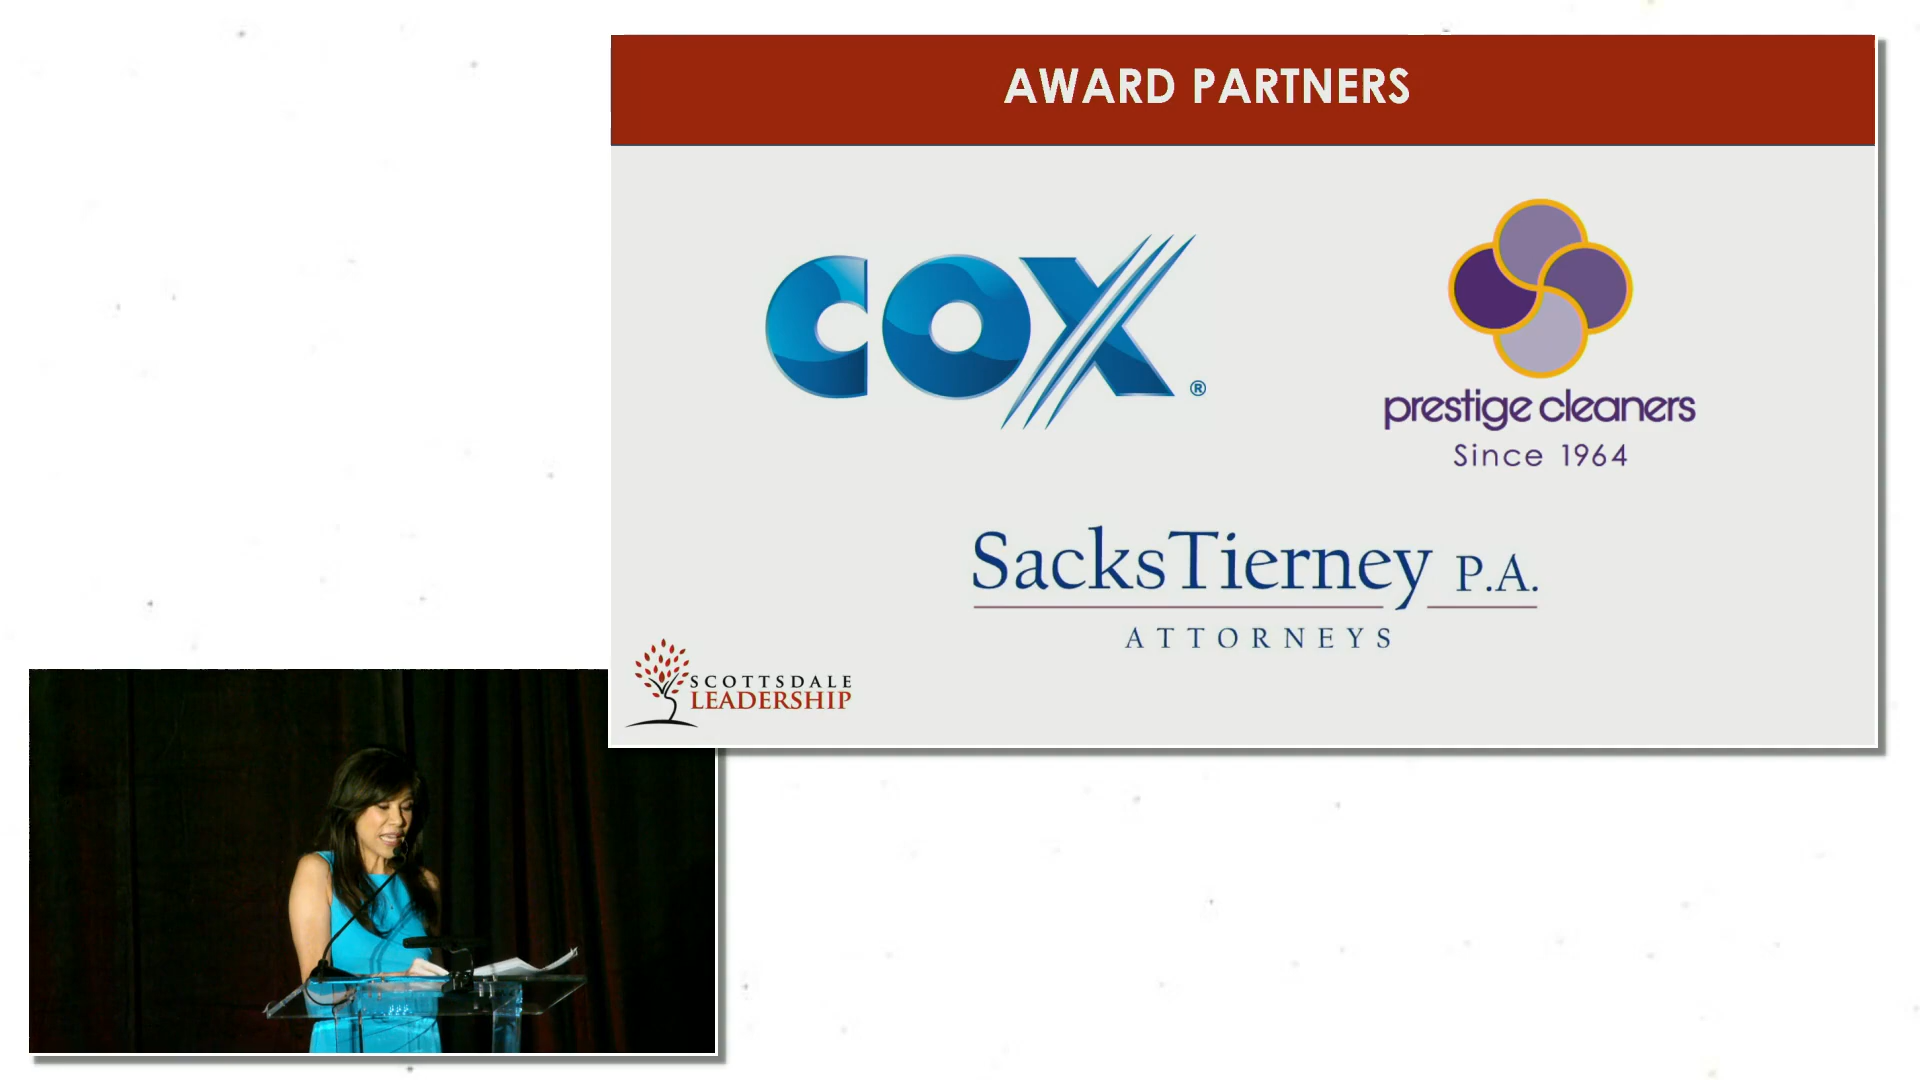 AWARD PARTNERS
COX ®
prestige cleaners
Since 1964
SacksTierney P.A.
ATTORNEYS
SCOTTSDALE
LEADERSHIP